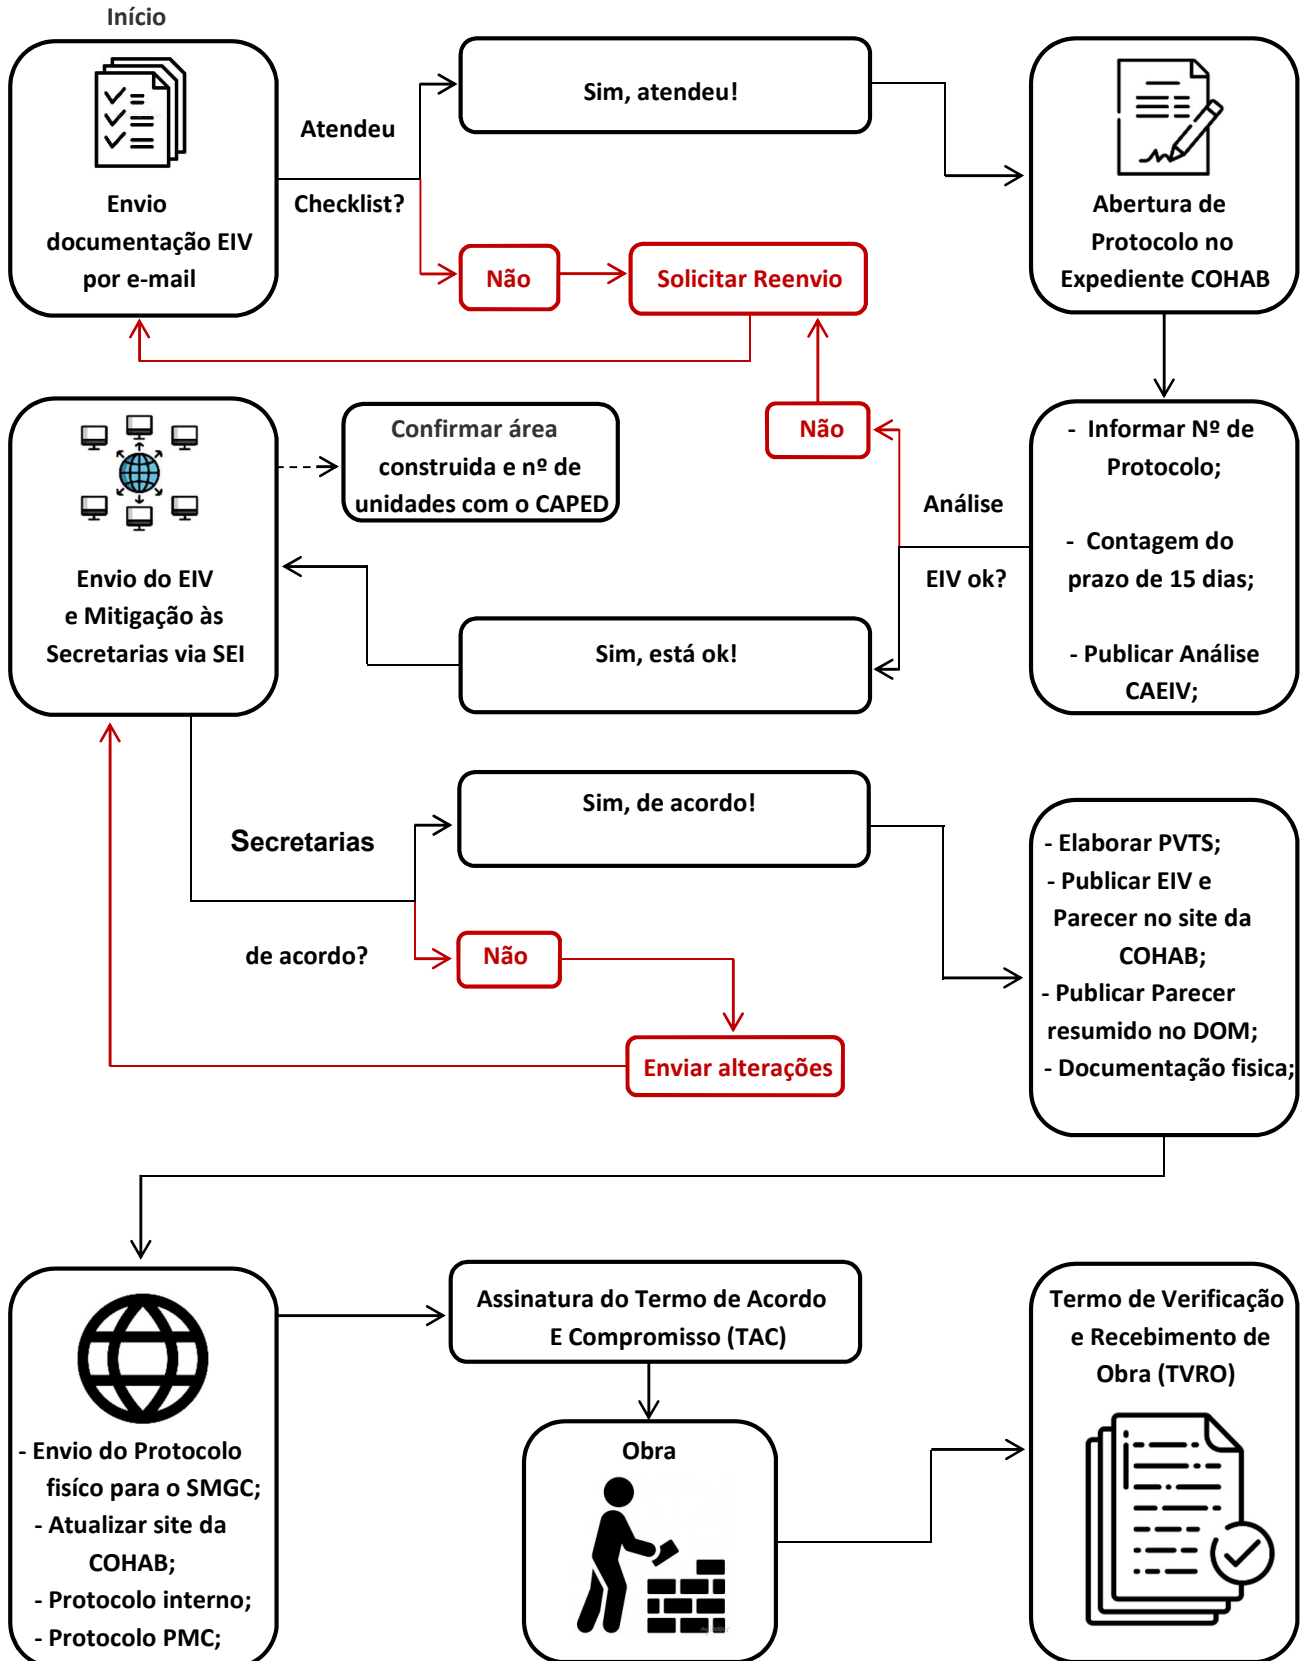 Início
Envio
documentação EIV
por e-mail
Atendeu
Checklist?
Sim, atendeu!
Não
Solicitar Reenvio
Abertura de
Protocolo no
Expediente COHAB
- Informar Nº de
Protocolo;
- Contagem do
prazo de 15 dias;
- Publicar Análise
CAEIV;
Análise
EIV ok?
Não
Sim, está ok!
Envio do EIV
e Mitigação às
Secretarias via SEI
Confirmar área
construida e nº de
unidades com o CAPED
Secretarias
de acordo?
Sim, de acordo!
Não
Enviar alterações
- Elaborar PVTS;
- Publicar EIV e
Parecer no site da
COHAB;
- Publicar Parecer
resumido no DOM;
- Documentação fisica;
- Envio do Protocolo
fisíco para o SMGC;
- Atualizar site da
COHAB;
- Protocolo interno;
- Protocolo PMC;
Assinatura do Termo de Acordo
E Compromisso (TAC)
Obra
Termo de Verificação
e Recebimento de
Obra (TVRO)